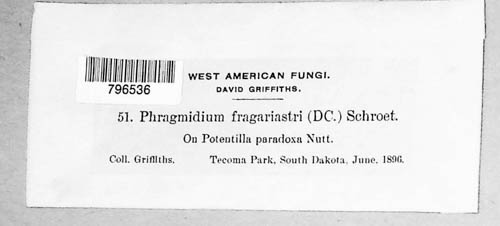 WEST AMERICAN FUNGI.
DAVID GRIFFITHS.
796536
51. Phragmidium fragariastri (DC.) Schroet.
On Potentilla paradoxa Nutt.
Coll. Griffiths. Tecoma Park, South Dakota, June, 1896.